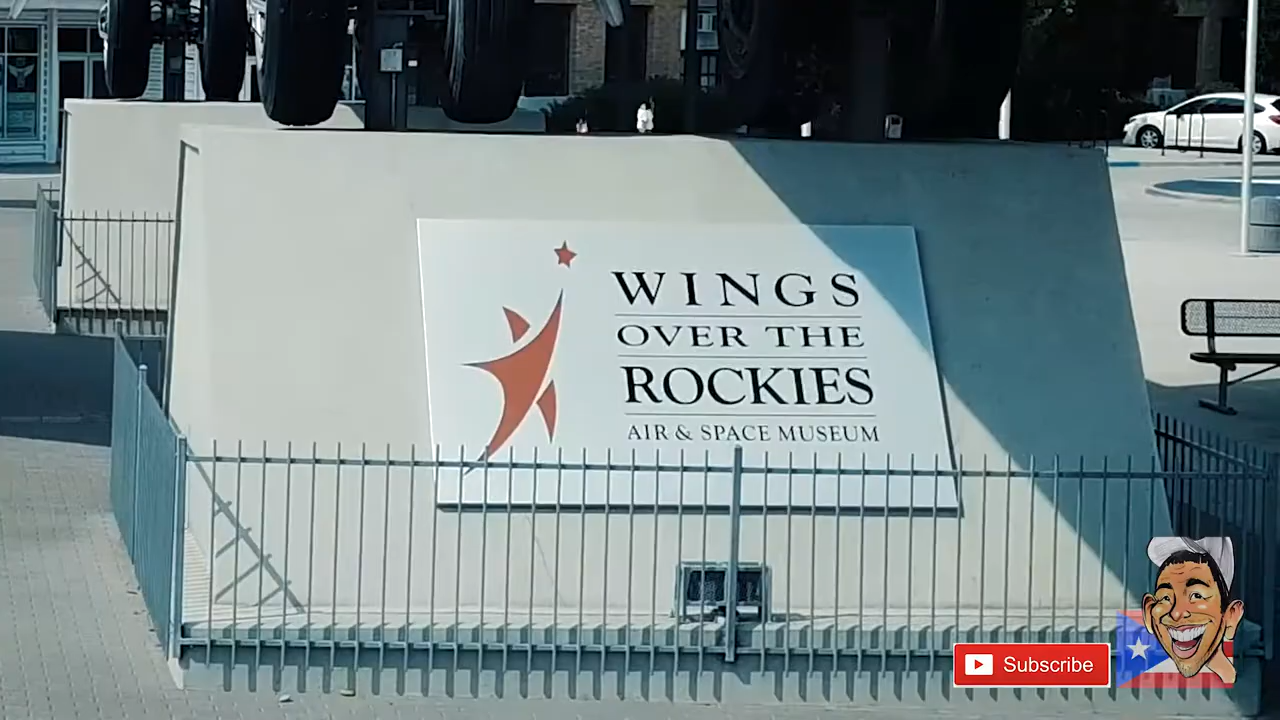 WINGS
OVER THE
ROCKIES
AIR & SPACE MUSEUM
Subscribe